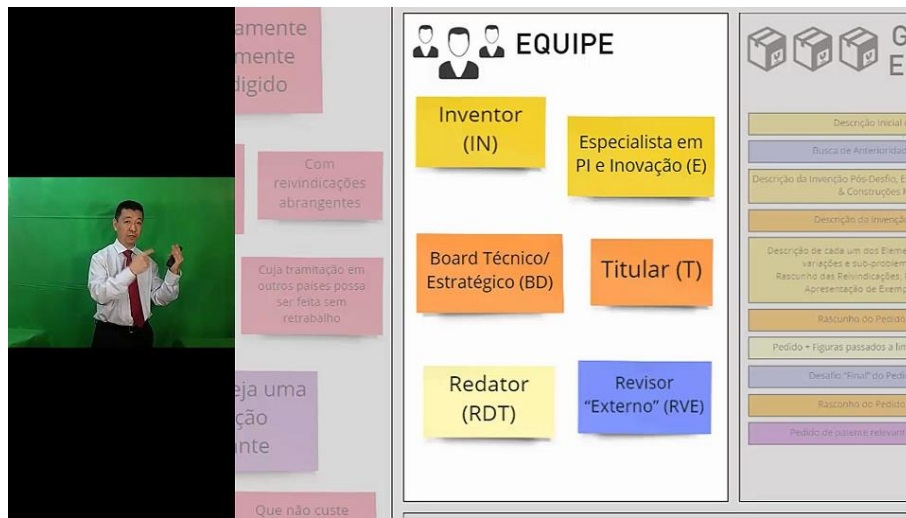 amente
mente
digido
Com
reivindicações
abrangentes
Cuja tramitação em
outros países possa
ser feita sem
retrabalho
eja uma
ção
nte
Que não custe
EQUIPE
Inventor
(IN)
Especialista em
PI e Inovação (E)
Board Técnico/
Estratégico (BD)
Titular (T)
Redator
(RDT)
Revisor
“Externo” (RVE)
G
E
Descrição Inicial
Busca de Anterioridad
Descrição da Invenção Pós-Desfio, E
& Construções
Descrição da Invençã
Descrição de cada um dos Eleme
variações e sub-problem
Rascunho das Reivindicações,
Apresentação de Exemp
Rascunho do Pedido
Pedido + Figuras passados a lim
Desafio “Final” do Pedi
Rascunho do Pedido
Pedido de patente relevant